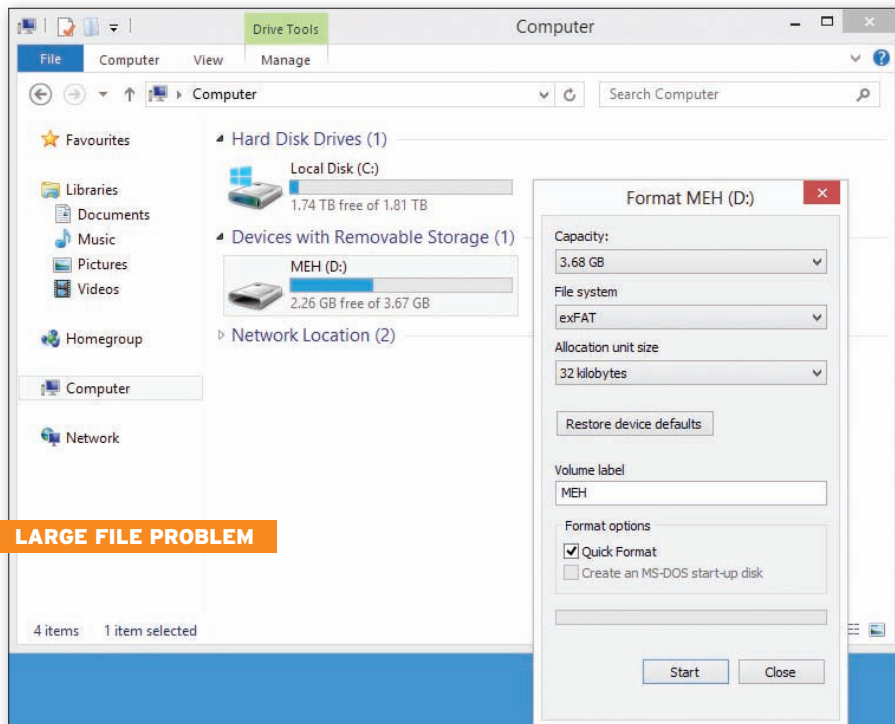 Drive Tools
Computer
File
Computer
View
Manage
Computer
Search Computer
Favourites
Libraries
Documents
Music
Pictures
Videos
Homegroup
Computer
Network
Hard Disk Drives (1)
Local Disk (C:)
1.74 TB free of 1.81 TB
Devices with Removable Storage (1)
MEH (D:)
2.26 GB free of 3.67 GB
Network Location (2)
LARGE FILE PROBLEM
4 items 1 item selected
Format MEH (D:)
Capacity:
3.68 GB
File system
exFAT
Allocation unit size
32 kilobytes
Restore device defaults
Volume label
MEH
Format options
Quick Format
Create an MS-DOS start-up disk
Start
Close